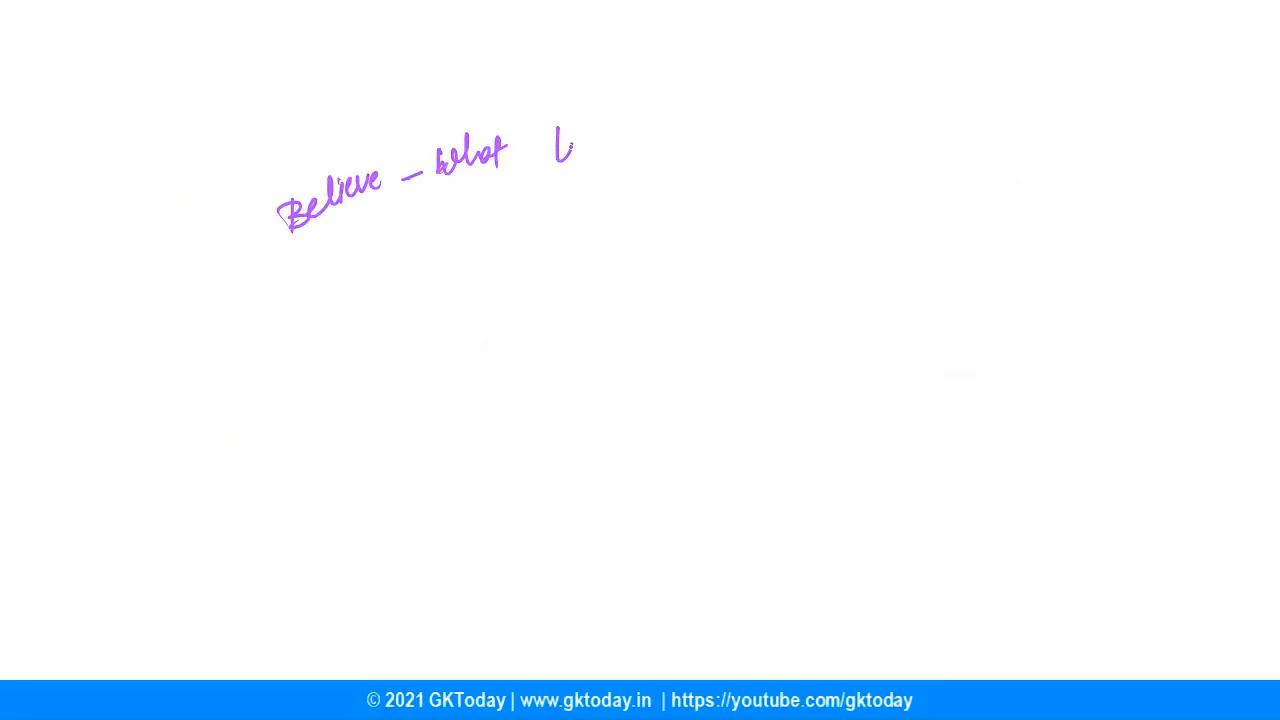 Believe – What
© 2021 GKToday | www.gktoday.in | https://youtube.com/gktoday